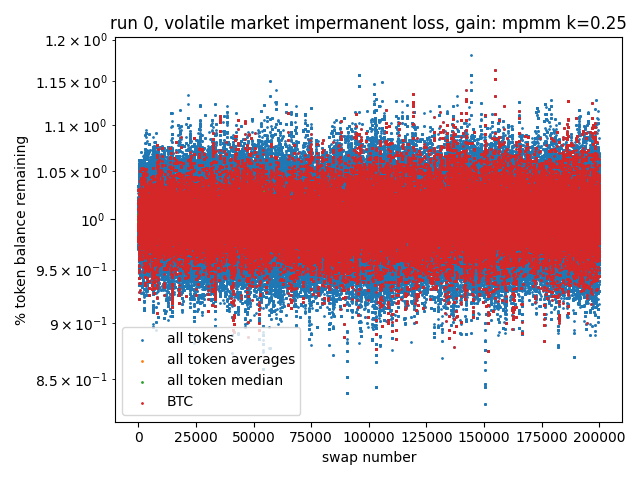 run 0, volatile market impermanent loss, gain: mpmm k=0.25
% token balance remaining
1.2 × 10⁰
1.15 × 10⁰
1.1 × 10⁰
1.05 × 10⁰
10⁰
9.5 × 10⁻¹
9 × 10⁻¹
8.5 × 10⁻¹
all tokens
all token averages
all token median
BTC
0 25000 50000 75000 100000 125000 150000 175000 200000
swap number